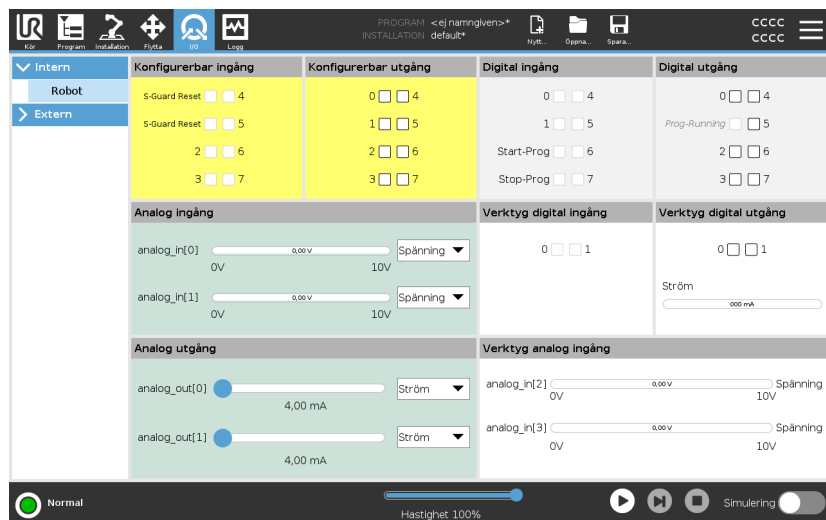 UR
PROGRAM <ej namngiven>*
INSTALLATION default*
CCCC
CCCC
Kör Program Installation Flytta I/O Logg Nytt... Öppna... Spara...
Intern
Robot
Extern
Konfigurerbar ingång
S-Guard Reset 4
S-Guard Reset 5
2 6
3 7
Konfigurerbar utgång
0 4
1 5
2 6
3 7
Digital ingång
0 4
1 5
Start-Prog 6
Stop-Prog 7
Digital utgång
0 4
Prog-Running 5
2 6
3 7
Analog ingång
analog_in[0] 0,00 V Spänning
0V 10V
analog_in[1] 0,00 V Spänning
0V 10V
Verktyg digital ingång
0 1
Verktyg digital utgång
0 1
Ström
000 mA
Analog utgång
analog_out[0] Ström
4,00 mA
analog_out[1] Ström
4,00 mA
Verktyg analog ingång
analog_in[2] 0,00 V Spänning
0V 10V
analog_in[3] 0,00 V Spänning
0V 10V
Normal
Hastighet 100%
Simulering